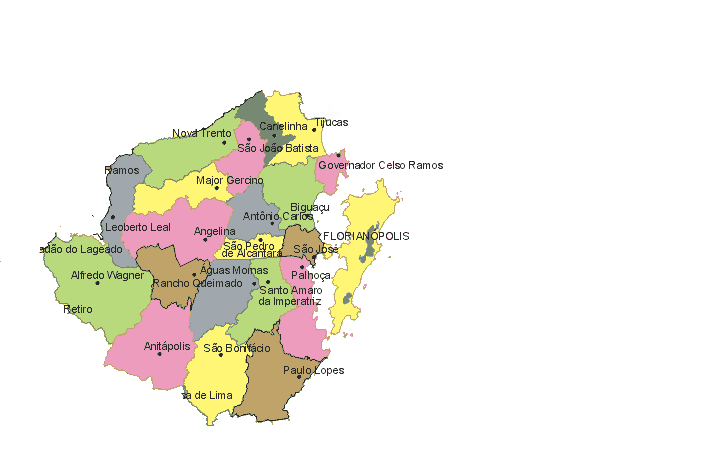 Tijucas
Canelinha
Nova Trento
São João Batista
Governador Celso Ramos
Ramos
Major Gercino
Biguaçu
Antônio Carlos
Leoberto Leal
Angelina
FLORIANÓPOLIS
São Pedro
de Alcântara
São José
dão do Lageado
Alfredo Wagner
Águas Mornas
Rancho Queimado
Palhoça
Santo Amaro
da Imperatriz
Retiro
Anitápolis
São Bonifácio
Paulo Lopes
a de Lima